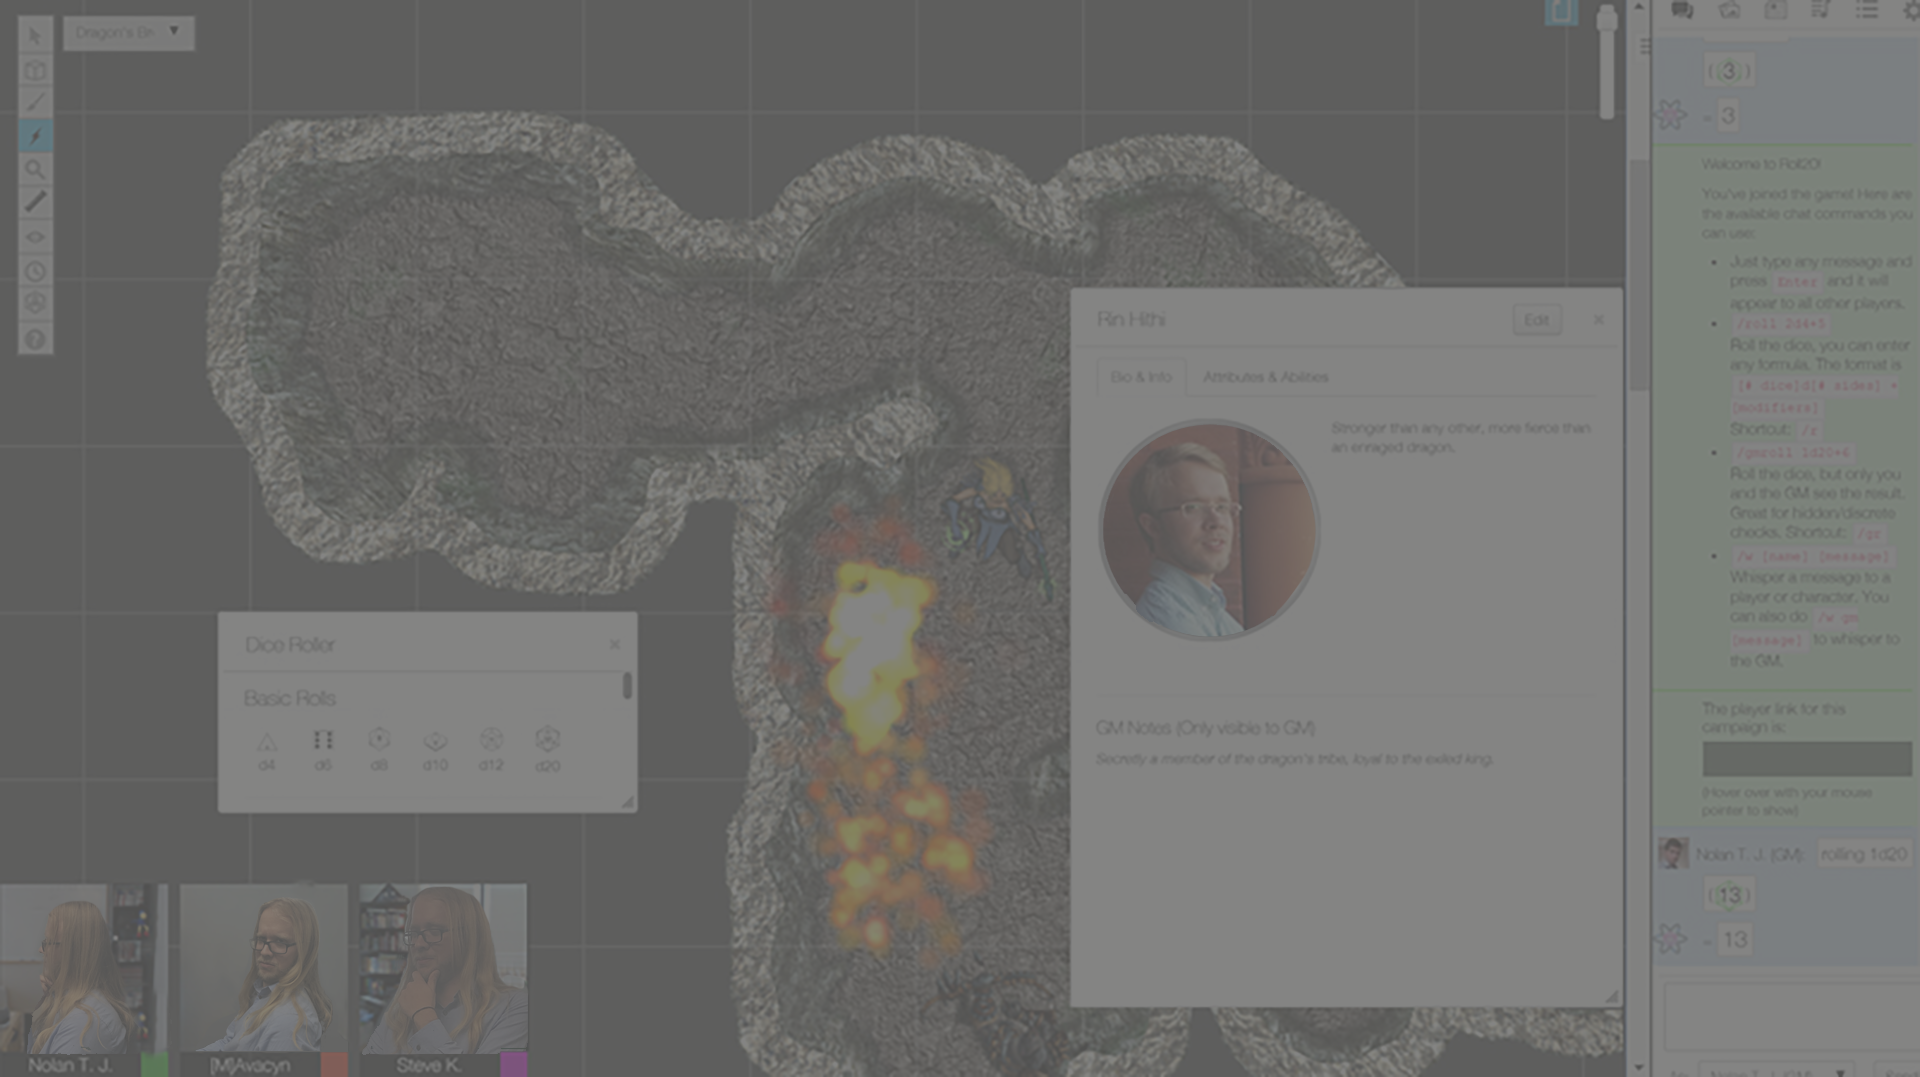 Dragon's Br
Rin Hithi
Edit
Bio & Info
Attributes & Abilities
Stronger than any other, more fierce than
an enraged dragon.
GM Notes (Only visible to GM)
Secretly a member of the dragon's tribe, loyal to the exiled king.
Dice Roller
Basic Rolls
d4 d6 d8 d10 d12 d20
Nolan T. J.
[M]Avacyn
Steve K.
(3)
= 3
Welcome to Roll20!
You've joined the game! Here are
the available chat commands you
can use:
• Just type any message and
press Enter and it will
appear to all other players.
• /roll 2d4+5
Roll the dice, you can enter
any formula. The format is
[# dice]d[# sides] +
[modifiers]
Shortcut: /r
• /gmroll 1d20+6
Roll the dice, but only you
and the GM see the result.
Great for hidden/discrete
checks. Shortcut: /gr
• /w [name] [message]
Whisper a message to a
player or character. You
can also do /w gm
[message] to whisper to
the GM.
The player link for this
campaign is:
(Hover over with your mouse
pointer to show)
Nolan T. J. (GM): rolling 1d20
(13)
= 13